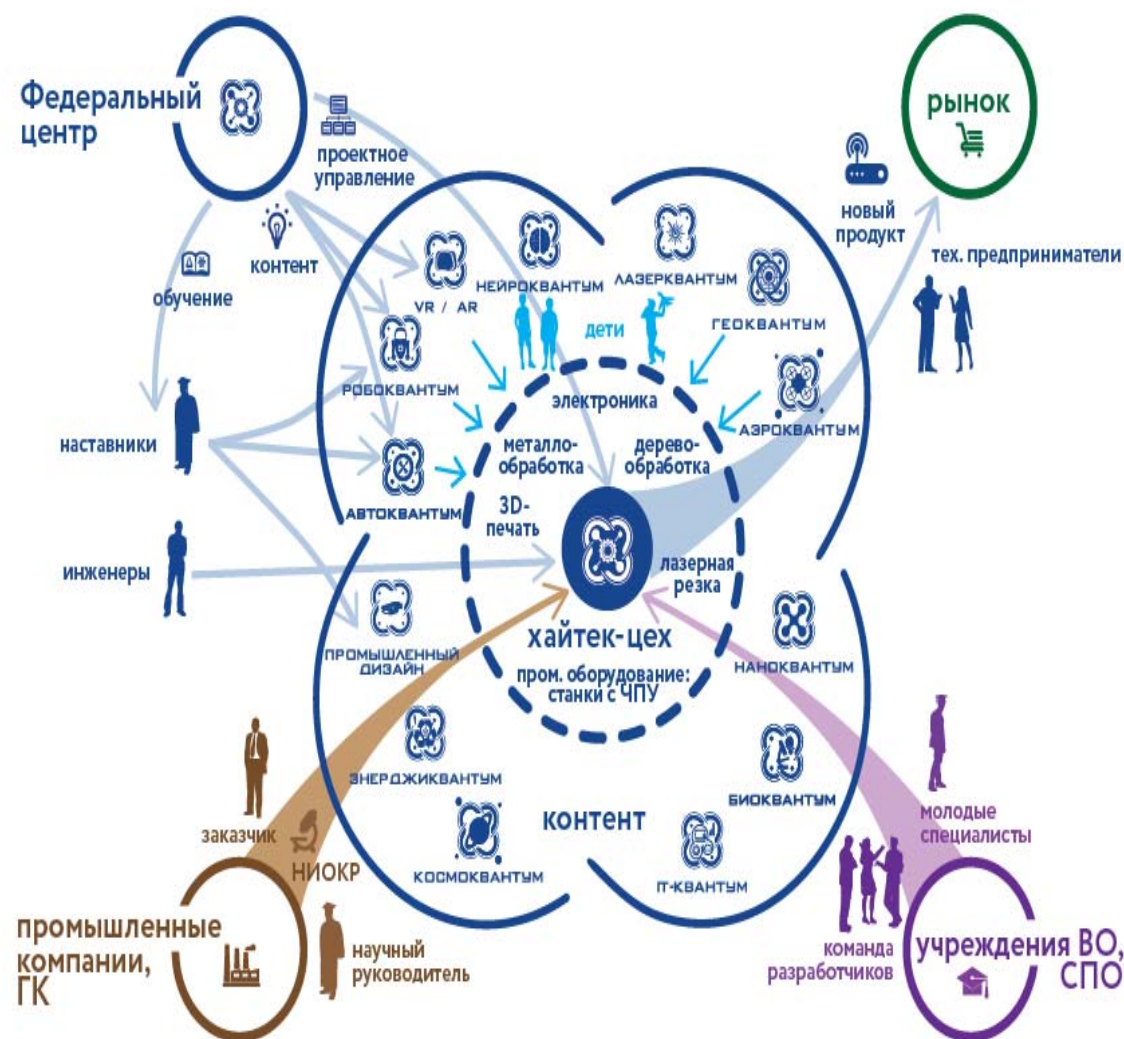 Федеральный
центр
проектное
управление
контент
обучение
рынок
новый
продукт
тех. предприниматели
НЕЙРОКВАНТУМ
ЛАЗЕРКВАНТУМ
VR / AR
ГЕОКВАНТУМ
дети
РОБОКВАНТУМ
АЭРОКВАНТУМ
электроника
наставники
металло-
обработка
дерево-
обработка
АВТОКВАНТУМ
3D-
печать
инженеры
лазерная
резка
хайтек-цех
пром. оборудование:
станки с ЧПУ
ПРОМЫШЛЕННЫЙ
ДИЗАЙН
НАНОКВАНТУМ
ЭНЕРДЖИКВАНТУМ
БИОКВАНТУМ
контент
КОСМОКВАНТУМ
IT-КВАНТУМ
заказчик
НИОКР
молодые
специалисты
промышленные
компании,
ГК
научный
руководитель
команда
разработчиков
учреждения ВО,
СПО